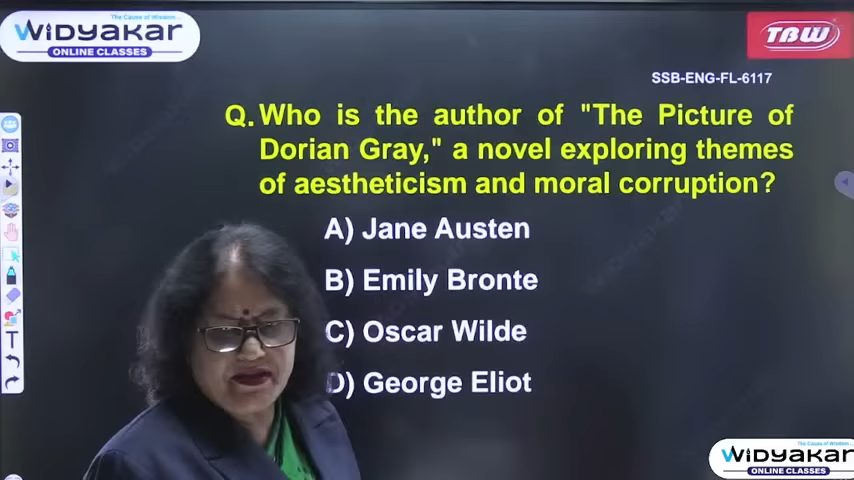 The Cause of Wisdom...
WIDYAKAR
ONLINE CLASSES
TBW
SSB-ENG-FL-6117
Q. Who is the author of "The Picture of
Dorian Gray," a novel exploring themes
of aestheticism and moral corruption?
A) Jane Austen
B) Emily Bronte
C) Oscar Wilde
D) George Eliot
T
The Cause of Wisdom...
WIDYAKAR
ONLINE CLASSES